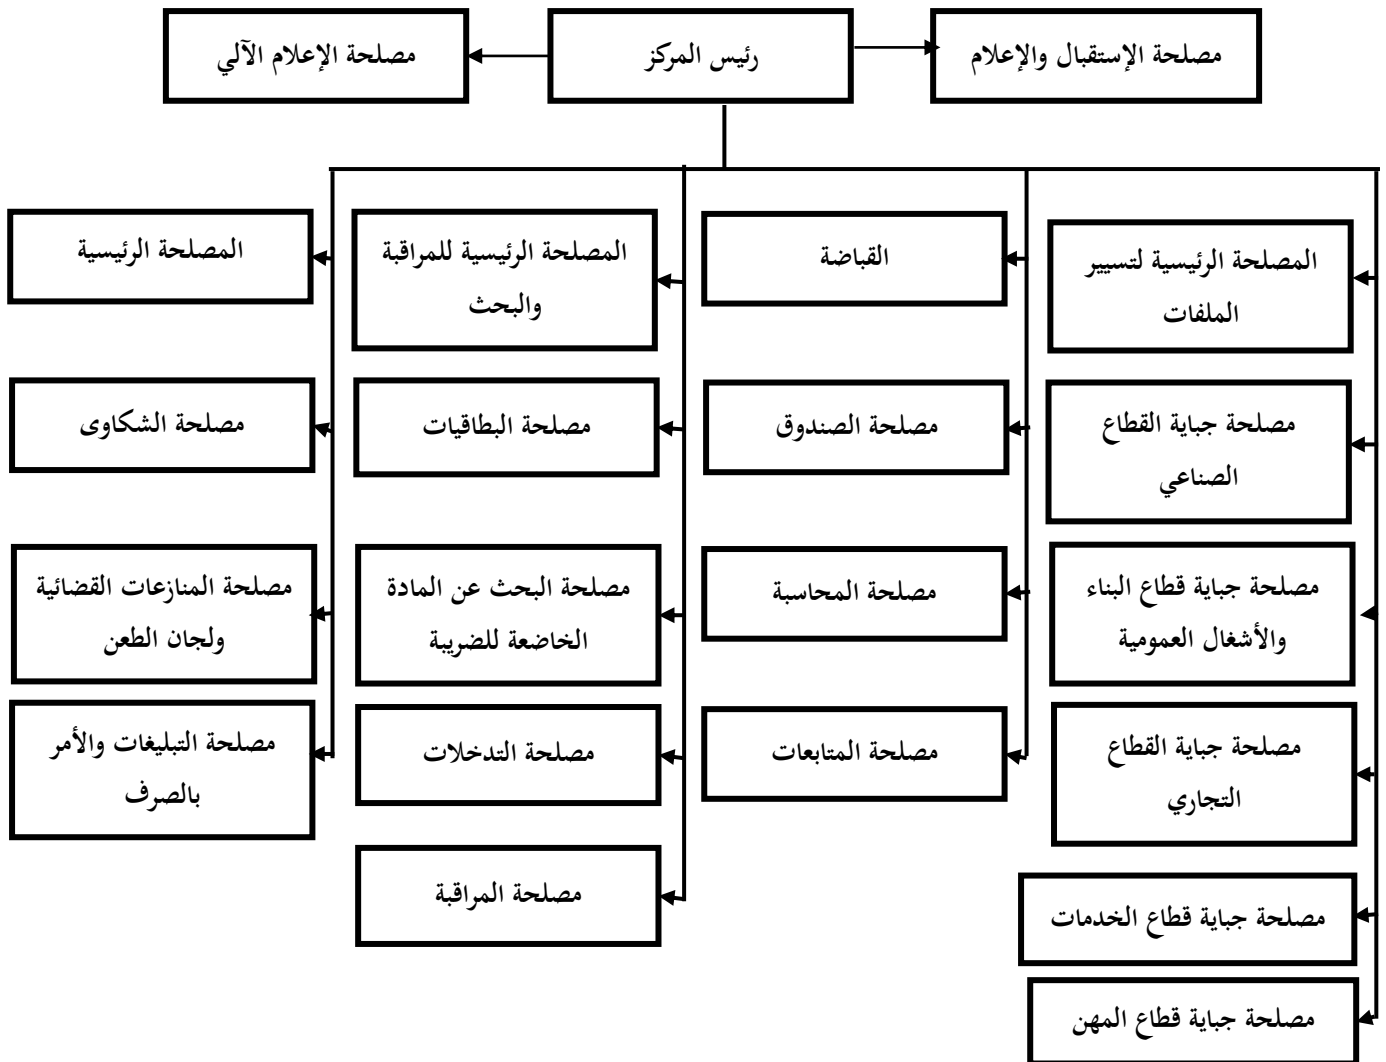 مصلحة الإستقبال والإعلام
رئيس المركز
مصلحة الإعلام الآلي
المصلحة الرئيسية لتسيير
الملفات
مصلحة جباية القطاع
الصناعي
مصلحة جباية قطاع البناء
والأشغال العمومية
مصلحة جباية القطاع
التجاري
مصلحة جباية قطاع الخدمات
مصلحة جباية قطاع المهن
القباضة
مصلحة الصندوق
مصلحة المحاسبة
مصلحة المتابعات
المصلحة الرئيسية للمراقبة
والبحث
مصلحة البطاقيات
مصلحة البحث عن المادة
الخاضعة للضريبة
مصلحة التدخلات
مصلحة المراقبة
المصلحة الرئيسية
مصلحة الشكاوى
مصلحة المنازعات القضائية
ولجان الطعن
مصلحة التبليغات والأمر
بالصرف